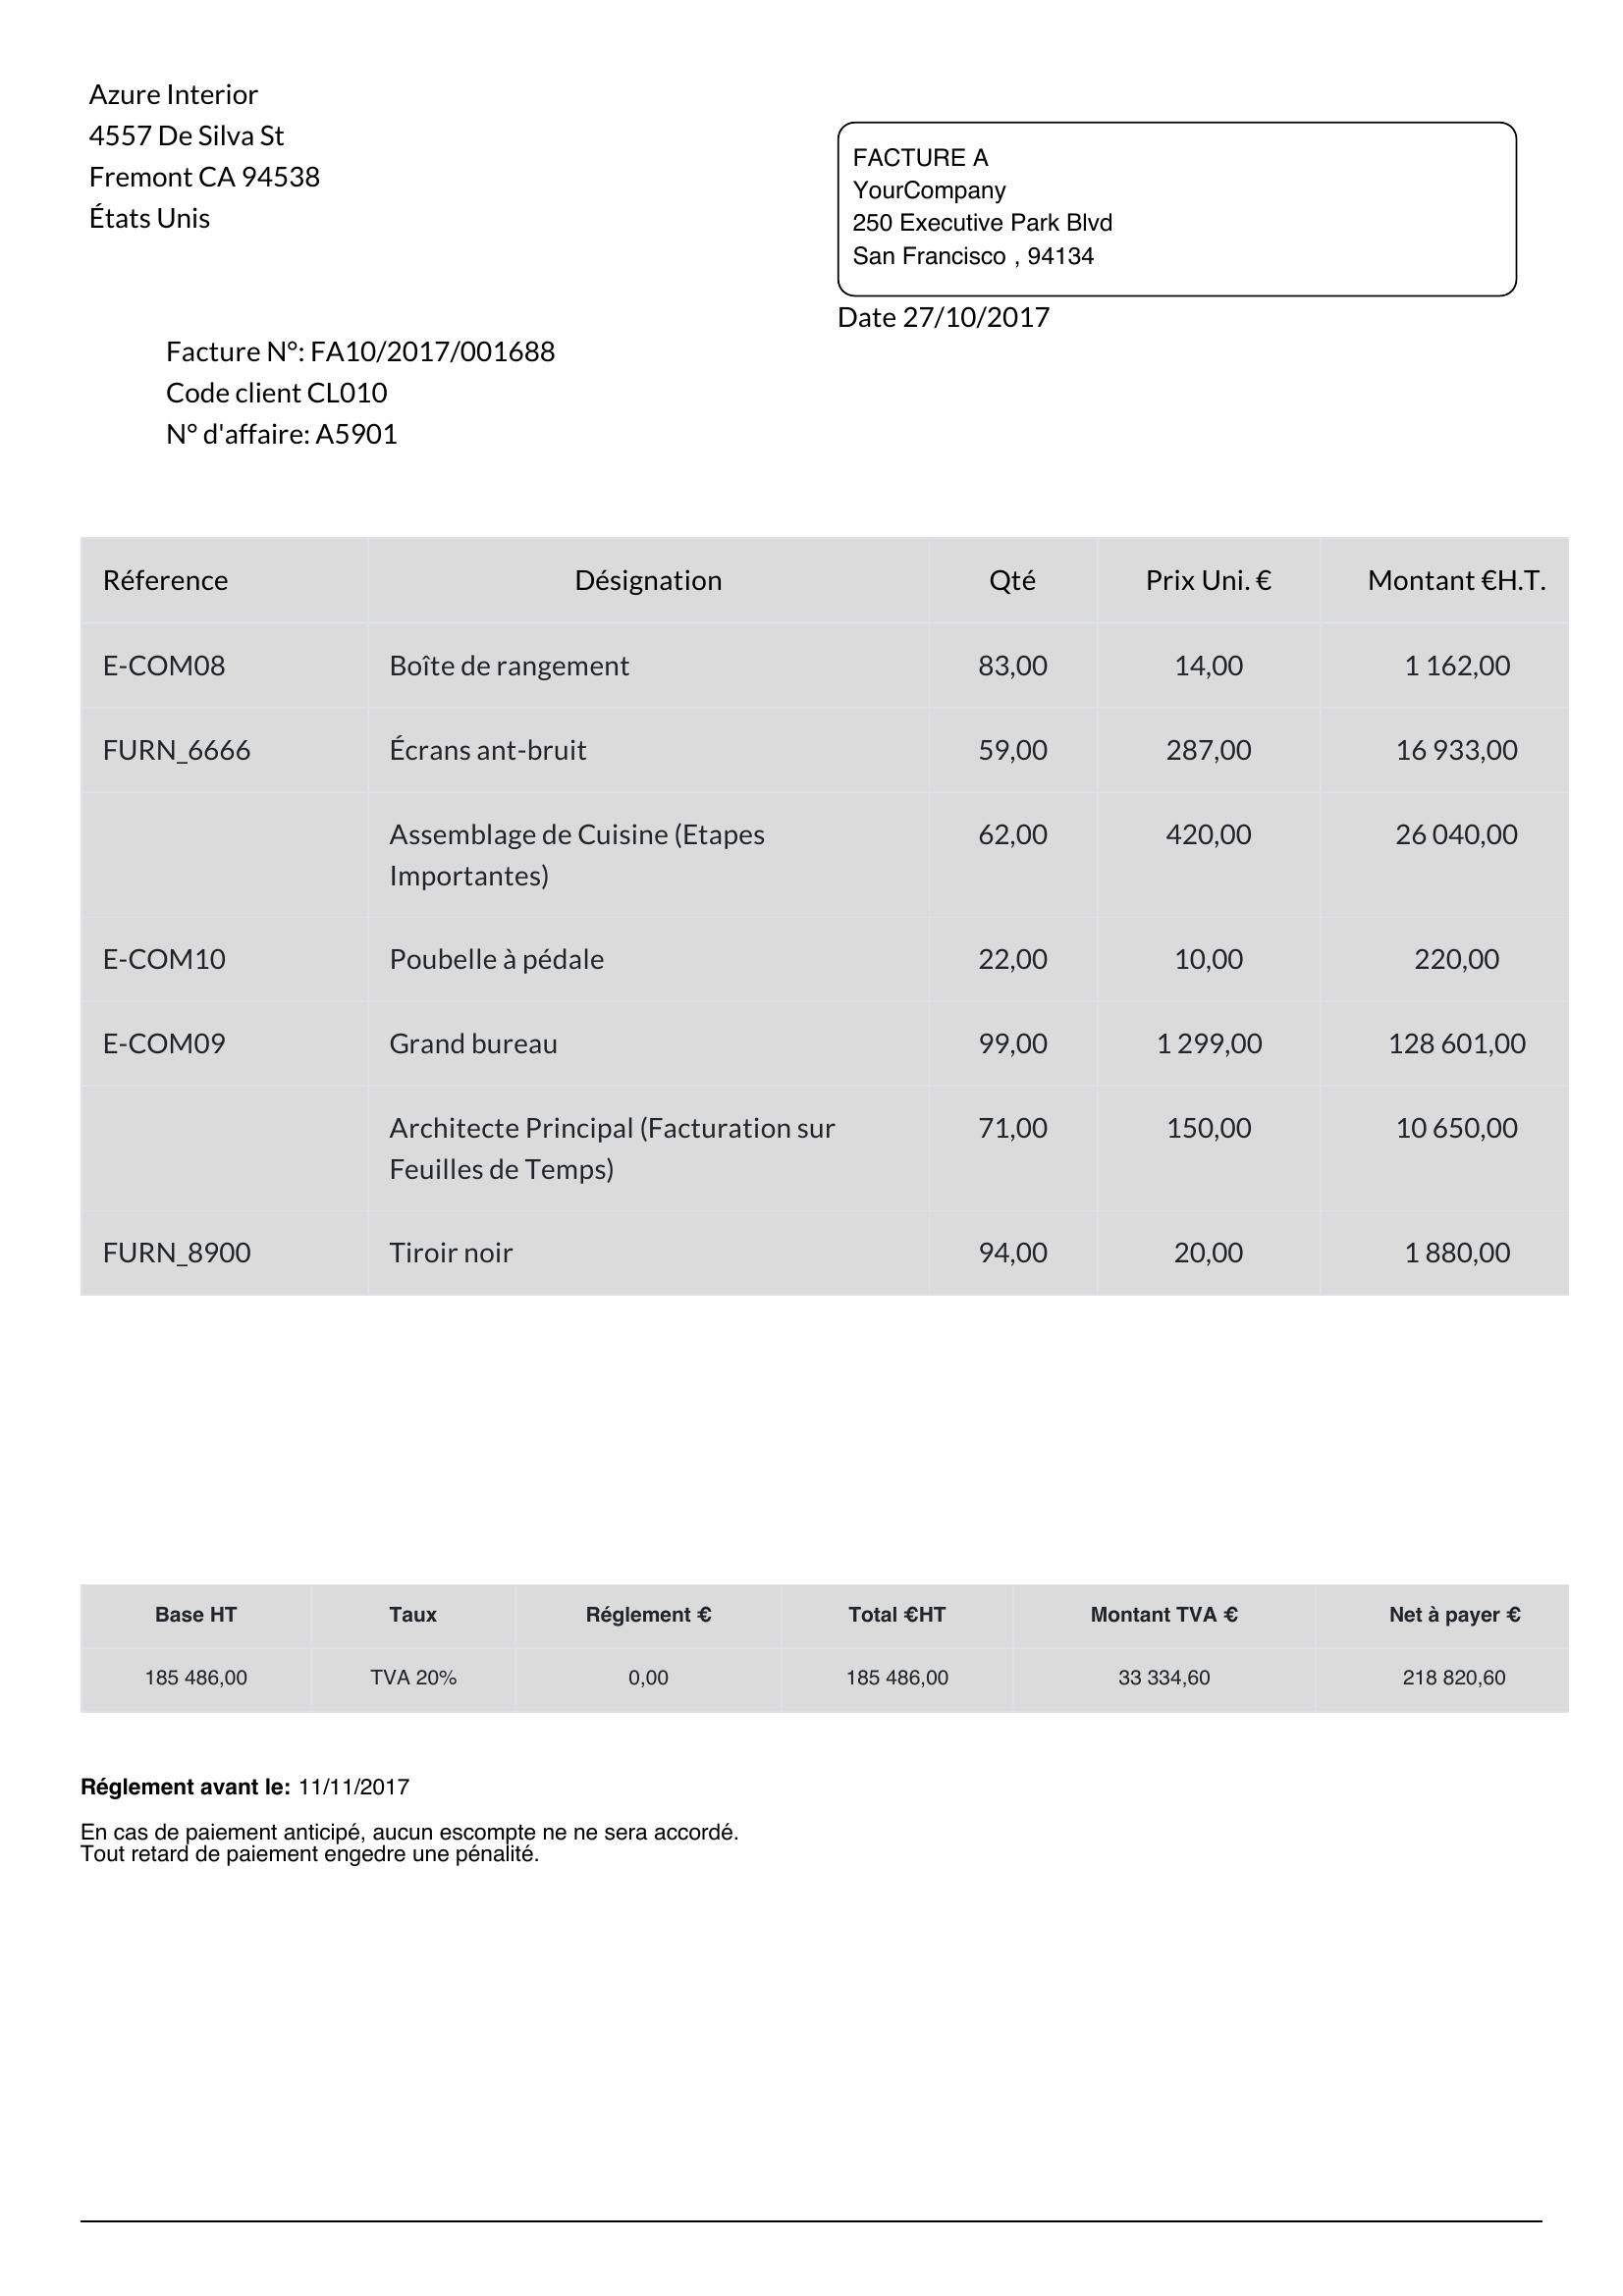 Azure Interior
4557 De Silva St
Fremont CA 94538
États Unis
FACTURE A
YourCompany
250 Executive Park Blvd
San Francisco , 94134
Date 27/10/2017
Facture N°: FA10/2017/001688
Code client CL010
N° d'affaire: A5901
Réference Désignation Qté Prix Uni. € Montant €H.T.
E-COM08 Boîte de rangement 83,00 14,00 1 162,00
FURN_6666 Écrans ant-bruit 59,00 287,00 16 933,00
Assemblage de Cuisine (Etapes 62,00 420,00 26 040,00
Importantes)
E-COM10 Poubelle à pédale 22,00 10,00 220,00
E-COM09 Grand bureau 99,00 1 299,00 128 601,00
Architecte Principal (Facturation sur 71,00 150,00 10 650,00
Feuilles de Temps)
FURN_8900 Tiroir noir 94,00 20,00 1 880,00
Base HT Taux Réglement € Total €HT Montant TVA € Net à payer €
185 486,00 TVA 20% 0,00 185 486,00 33 334,60 218 820,60
Réglement avant le: 11/11/2017
En cas de paiement anticipé, aucun escompte ne ne sera accordé.
Tout retard de paiement engedre une pénalité.